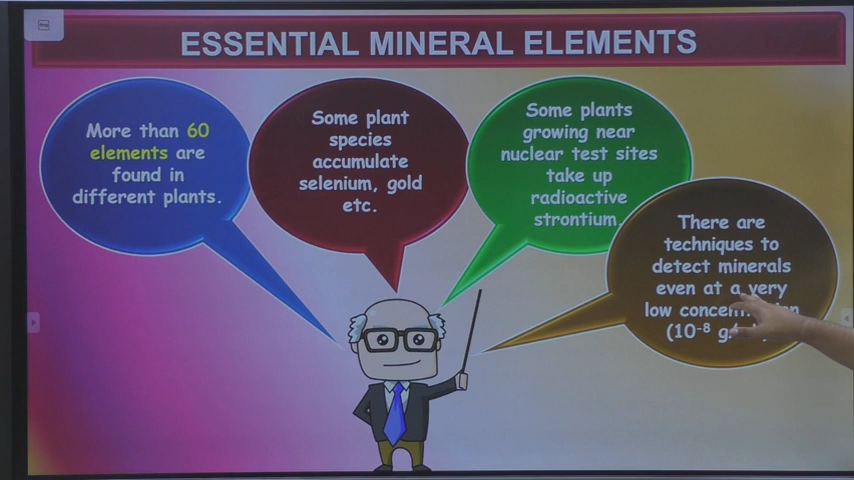 ESSENTIAL MINERAL ELEMENTS
More than 60
elements are
found in
different plants.
Some plant
species
accumulate
selenium, gold
etc.
Some plants
growing near
nuclear test sites
take up
radioactive
strontium.
There are
techniques to
detect minerals
even at a very
low
(10⁻⁸